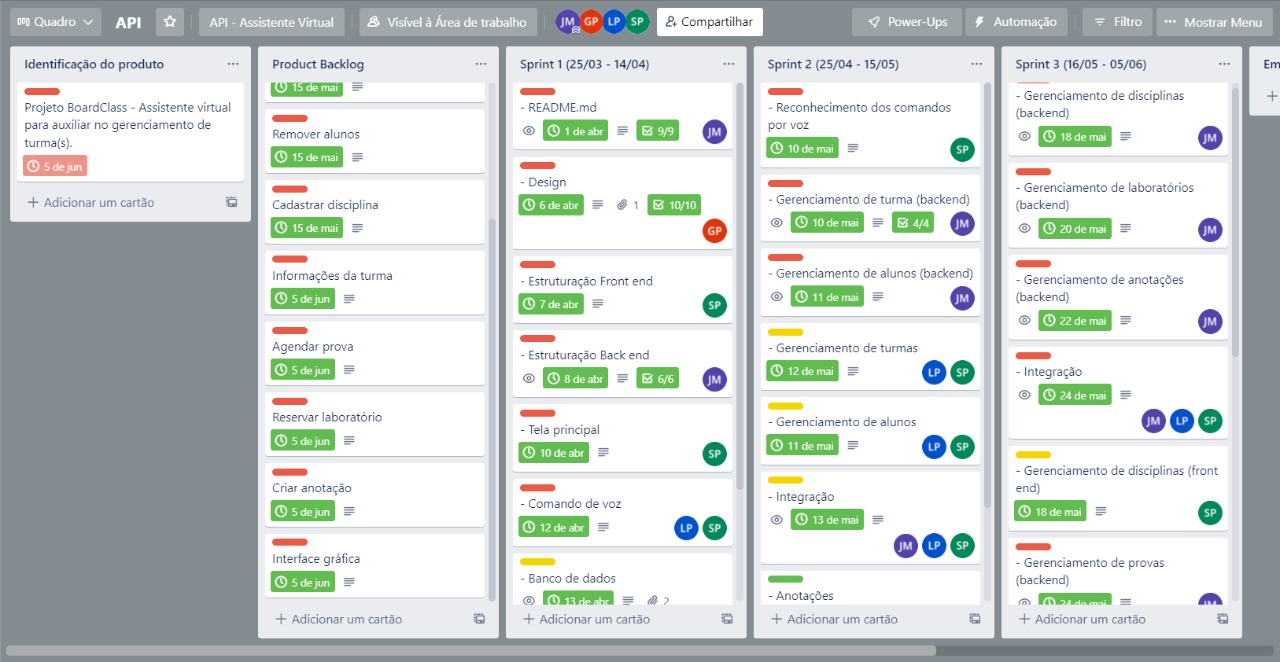 Quadro
API
API - Assistente Virtual
Visível à Área de trabalho
JM
GP
LP
SP
Compartilhar
Power-Ups
Automação
Filtro
Mostrar Menu
Identificação do produto
Projeto BoardClass - Assistente virtual
para auxiliar no gerenciamento de
turma(s).
5 de jun
+ Adicionar um cartão
Product Backlog
15 de mai
Remover alunos
15 de mai
Cadastrar disciplina
15 de mai
Informações da turma
5 de jun
Agendar prova
5 de jun
Reservar laboratório
5 de jun
Criar anotação
5 de jun
Interface gráfica
5 de jun
+ Adicionar um cartão
Sprint 1 (25/03 - 14/04)
- README.md
1 de abr 9/9 JM
- Design
6 de abr 1 10/10
GP
- Estruturação Front end
7 de abr SP
- Estruturação Back end
8 de abr 6/6 JM
- Tela principal
10 de abr SP
- Comando de voz
12 de abr LP SP
- Banco de dados
13 de abr 2
+ Adicionar um cartão
Sprint 2 (25/04 - 15/05)
- Reconhecimento dos comandos
por voz
10 de mai SP
- Gerenciamento de turma (backend)
10 de mai 4/4 JM
- Gerenciamento de alunos (backend)
11 de mai JM
- Gerenciamento de turmas
12 de mai LP SP
- Gerenciamento de alunos
11 de mai LP SP
- Integração
13 de mai
JM LP SP
- Anotações
+ Adicionar um cartão
Sprint 3 (16/05 - 05/06)
- Gerenciamento de disciplinas
(backend)
18 de mai JM
- Gerenciamento de laboratórios
(backend)
20 de mai JM
- Gerenciamento de anotações
(backend)
22 de mai JM
- Integração
24 de mai
JM LP SP
- Gerenciamento de disciplinas (front
end)
18 de mai SP
- Gerenciamento de provas
(backend)
24 de mai JM
+ Adicionar um cartão
Em
+